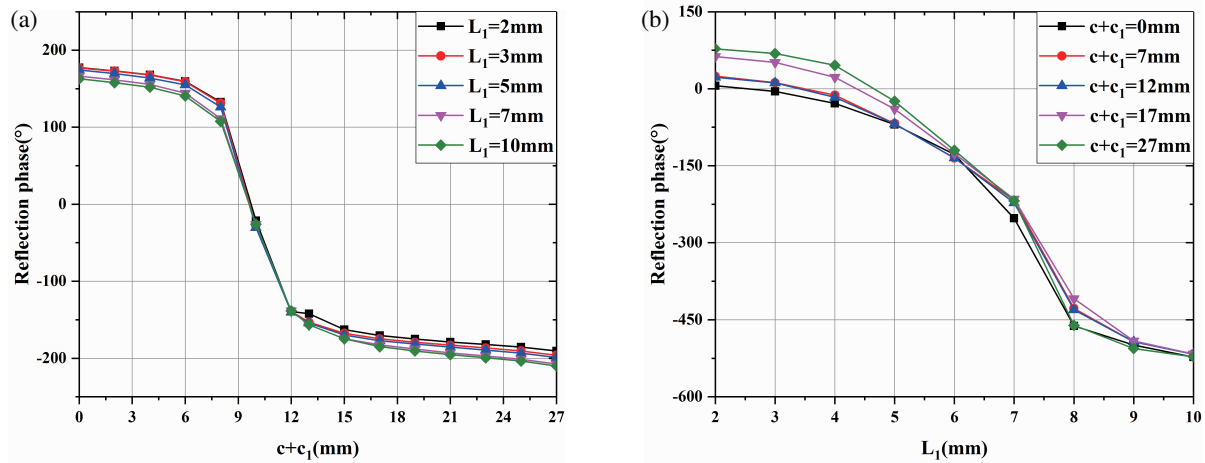 (a)
L₁=2mm
L₁=3mm
L₁=5mm
L₁=7mm
L₁=10mm
200
100
0
-100
-200
Reflection phase(°)
0 3 6 9 12 15 18 21 24 27
c+c₁(mm)
(b)
c+c₁=0mm
c+c₁=7mm
c+c₁=12mm
c+c₁=17mm
c+c₁=27mm
150
0
-150
-300
-450
-600
Reflection phase(°)
2 3 4 5 6 7 8 9 10
L₁(mm)